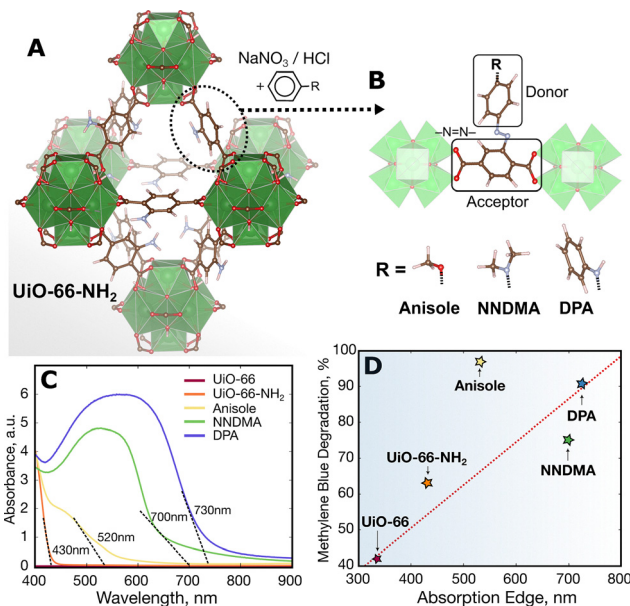 A
NaNO₃ / HCl
+ R
UiO-66-NH₂
B
R
Donor
–N=N–
Acceptor
R =
Anisole NNDMA DPA
C
UiO-66
UiO-66-NH₂
Anisole
NNDMA
DPA
Absorbance, a.u.
6
5
4
3
2
1
0
430nm
520nm
700nm
730nm
400 500 600 700 800 900
Wavelength, nm
D
Methylene Blue Degradation, %
100
90
80
70
60
50
40
Anisole
DPA
NNDMA
UiO-66-NH₂
UiO-66
300 400 500 600 700 800
Absorption Edge, nm